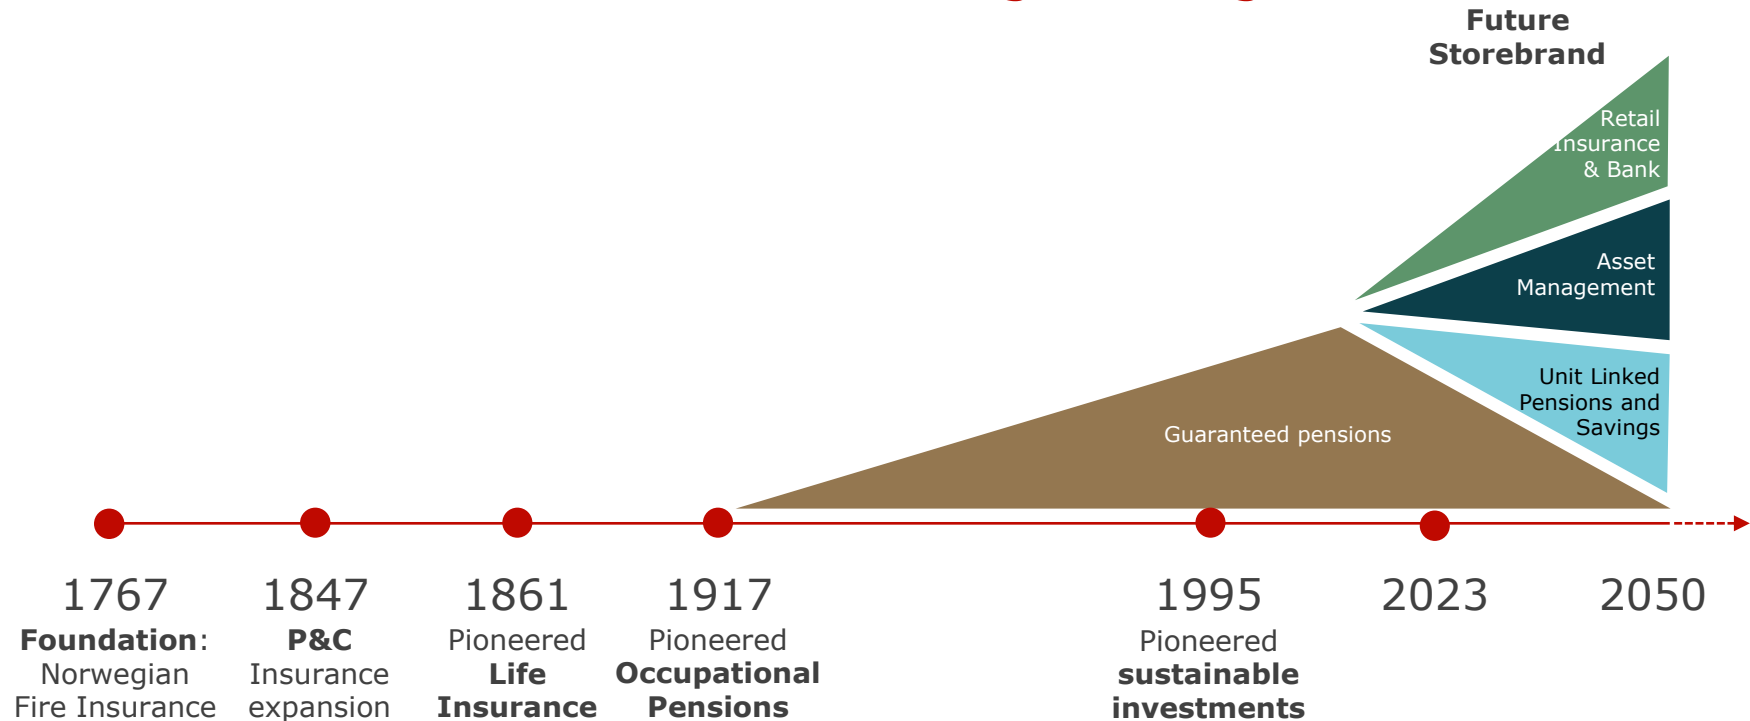 Future
Storebrand
Retail
Insurance
& Bank
Asset
Management
Unit Linked
Pensions and
Savings
Guaranteed pensions
1767
Foundation:
Norwegian
Fire Insurance
1847
P&C
Insurance
expansion
1861
Pioneered
Life
Insurance
1917
Pioneered
Occupational
Pensions
1995
Pioneered
sustainable
investments
2023
2050